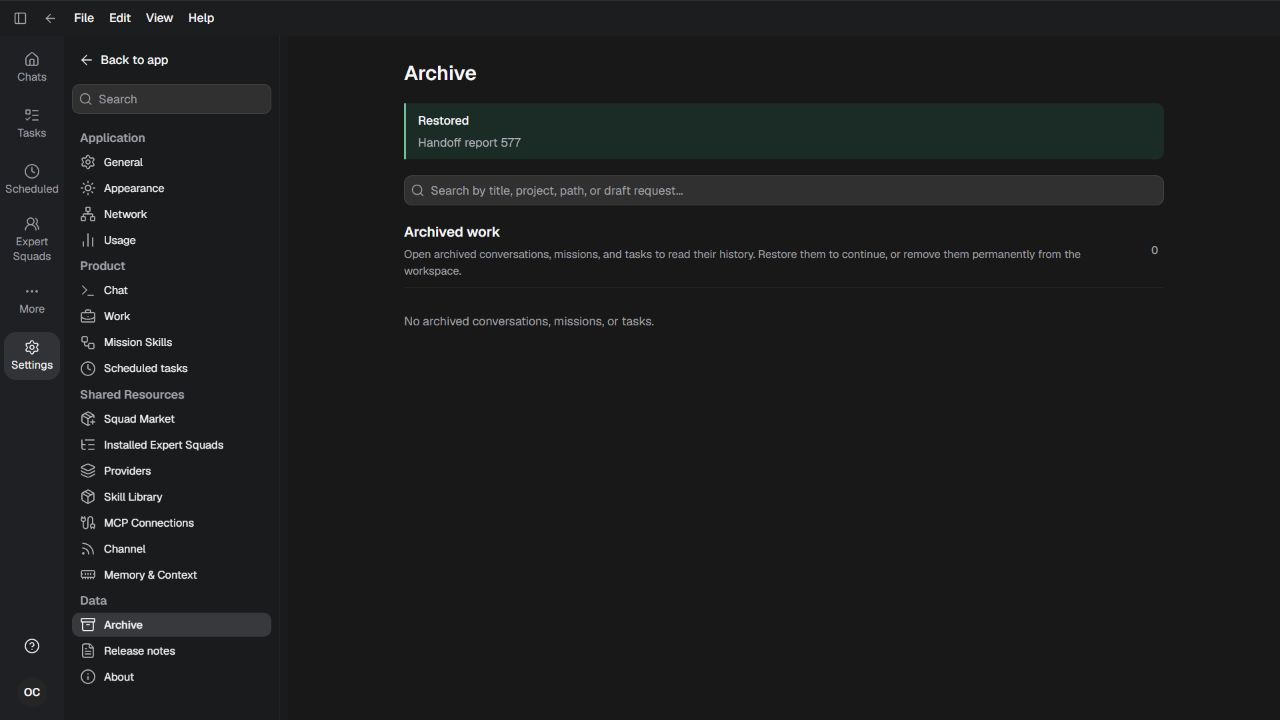 File Edit View Help
Chats
Tasks
Scheduled
Expert
Squads
More
Settings
OC
Back to app
Search
Application
General
Appearance
Network
Usage
Product
Chat
Work
Mission Skills
Scheduled tasks
Shared Resources
Squad Market
Installed Expert Squads
Providers
Skill Library
MCP Connections
Channel
Memory & Context
Data
Archive
Release notes
About
Archive
Restored
Handoff report 577
Search by title, project, path, or draft request...
Archived work
Open archived conversations, missions, and tasks to read their history. Restore them to continue, or remove them permanently from the
workspace.
0
No archived conversations, missions, or tasks.